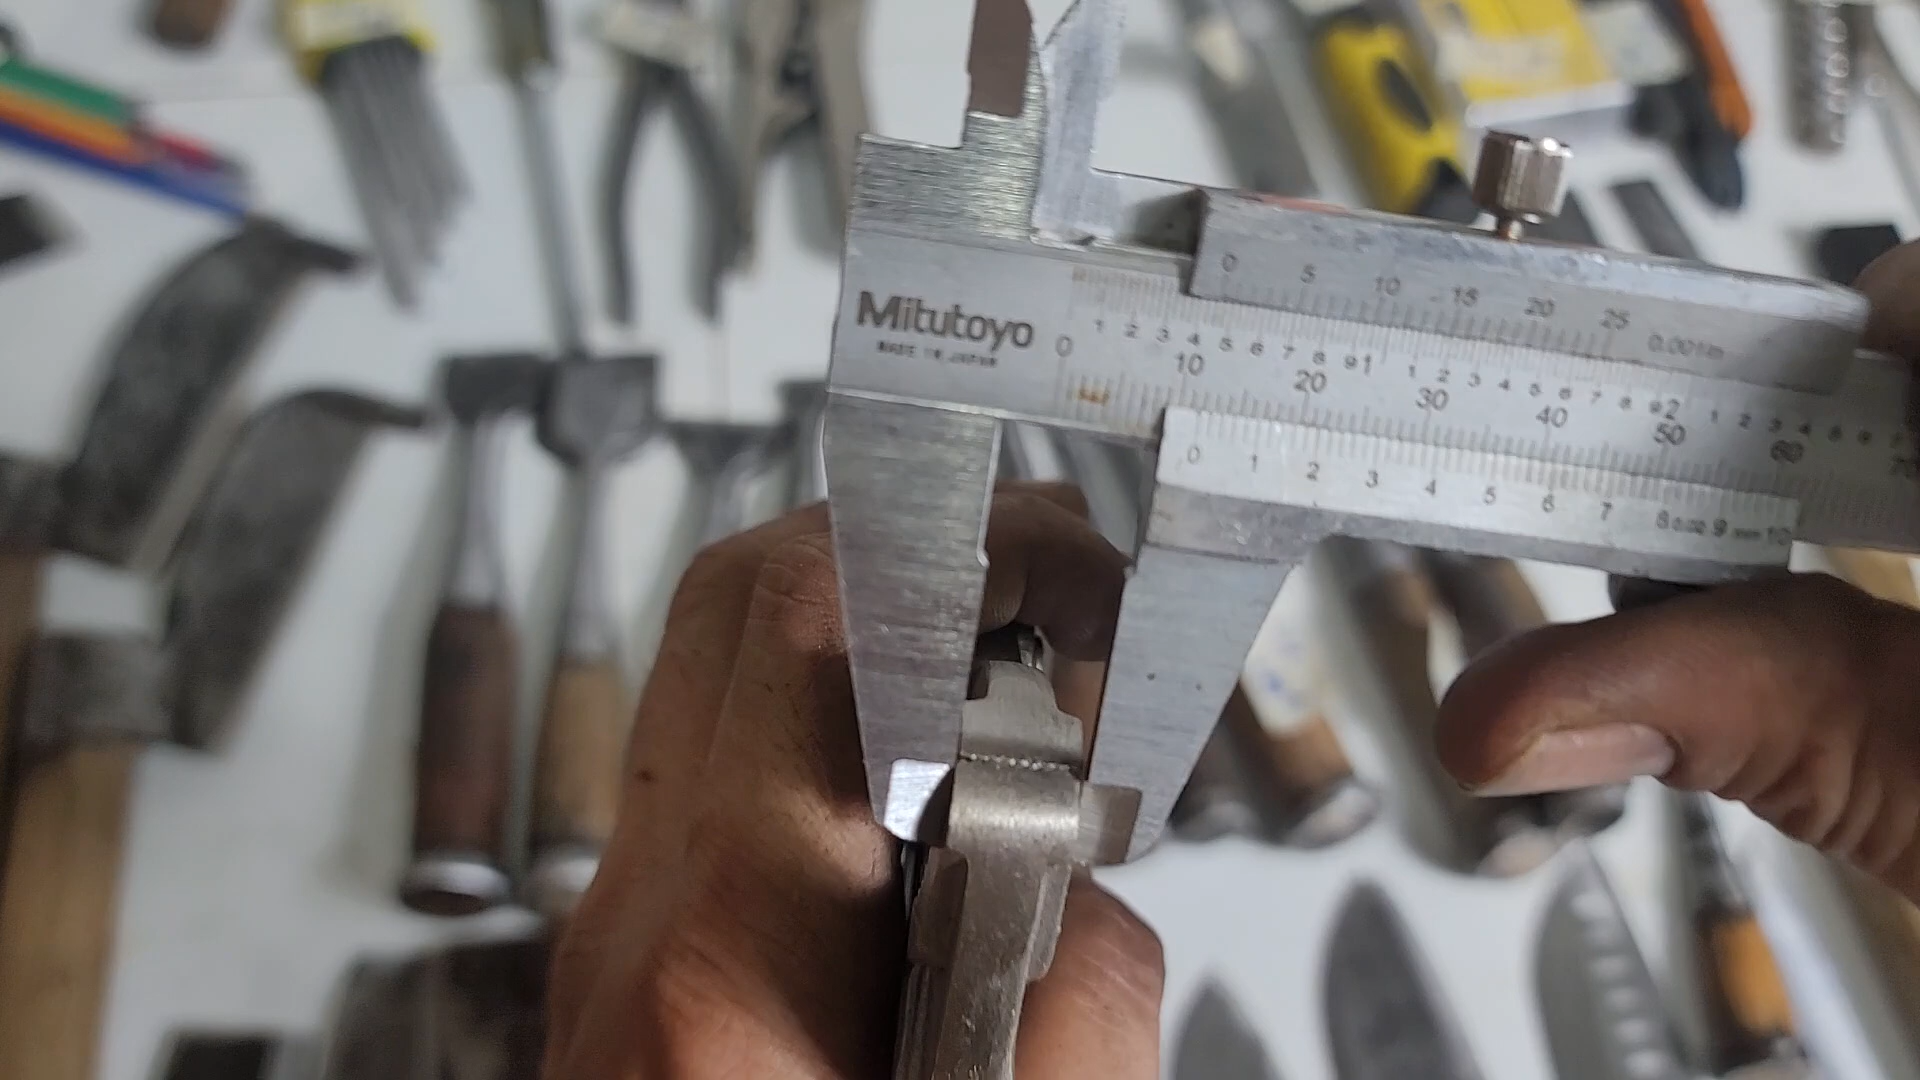 0 5 10 15 20 25 0.001in
Mitutoyo
MADE IN JAPAN
1 2 3 4 5 6 7 8 9 1 1 2 3 4 5 6 7 8 9 2 1 2 3 4 5 6
0 10 20 30 40 50 60 70
0 1 2 3 4 5 6 7 8 0.02 9 mm 10